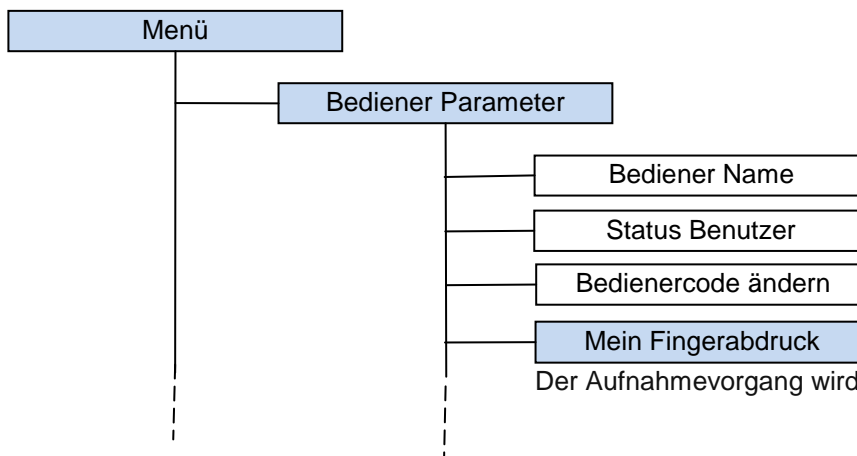 Menü
Bediener Parameter
Bediener Name
Status Benutzer
Bedienercode ändern
Mein Fingerabdruck
Der Aufnahmevorgang wird